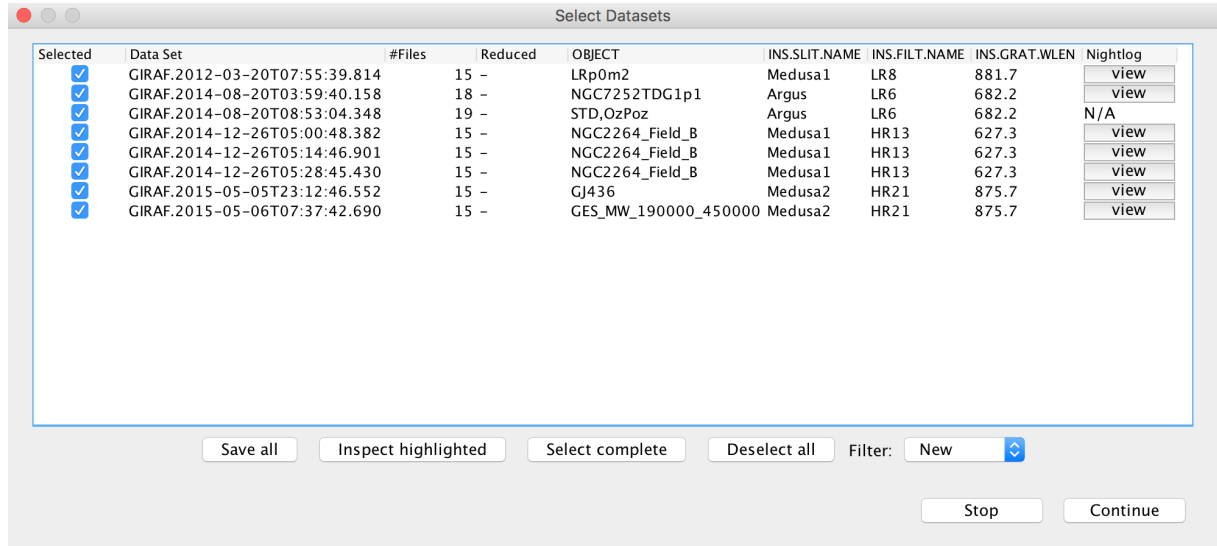 Select Datasets
Selected Data Set #Files Reduced OBJECT INS.SLIT.NAME INS.FILT.NAME INS.GRAT.WLEN Nightlog
GIRAF.2012-03-20T07:55:39.814 15 - LRp0m2 Medusa1 LR8 881.7 view
GIRAF.2014-08-20T03:59:40.158 18 - NGC7252TDG1p1 Argus LR6 682.2 view
GIRAF.2014-08-20T08:53:04.348 19 - STD,OzPoz Argus LR6 682.2 N/A
GIRAF.2014-12-26T05:00:48.382 15 - NGC2264_Field_B Medusa1 HR13 627.3 view
GIRAF.2014-12-26T05:14:46.901 15 - NGC2264_Field_B Medusa1 HR13 627.3 view
GIRAF.2014-12-26T05:28:45.430 15 - NGC2264_Field_B Medusa1 HR13 627.3 view
GIRAF.2015-05-05T23:12:46.552 15 - GJ436 Medusa2 HR21 875.7 view
GIRAF.2015-05-06T07:37:42.690 15 - GES_MW_190000_450000 Medusa2 HR21 875.7 view
Save all Inspect highlighted Select complete Deselect all Filter: New
Stop Continue